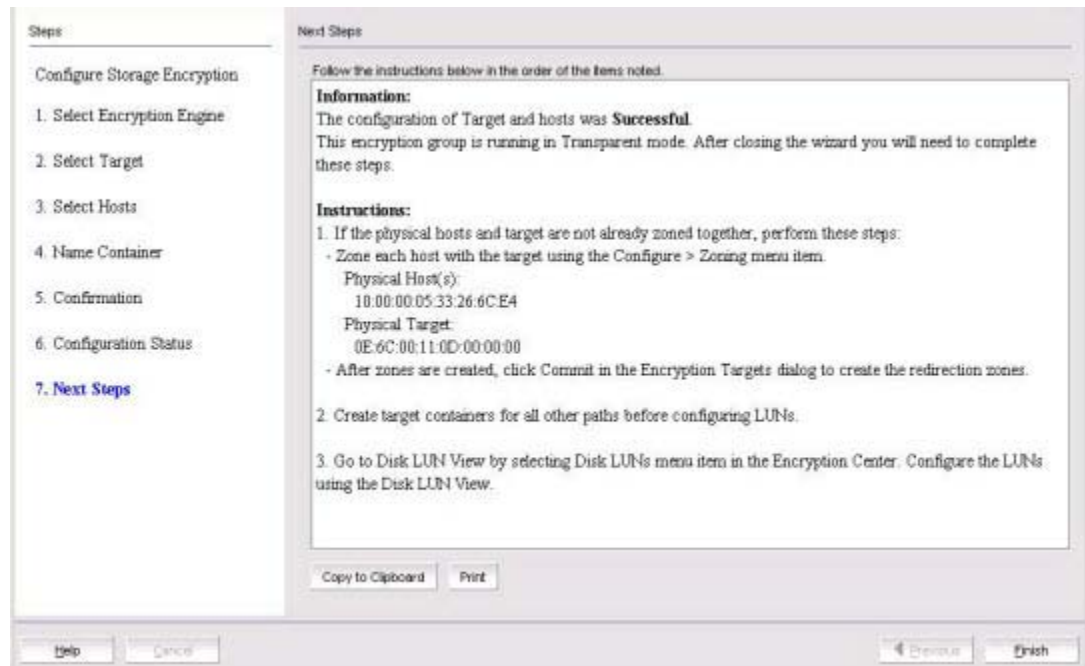 Steps
Configure Storage Encryption
1. Select Encryption Engine
2. Select Target
3. Select Hosts
4. Name Container
5. Confirmation
6. Configuration Status
7. Next Steps
Next Steps
Follow the instructions below in the order of the items noted.
Information:
The configuration of Target and hosts was Successful.
This encryption group is running in Transparent mode. After closing the wizard you will need to complete
these steps.
Instructions:
1. If the physical hosts and target are not already zoned together, perform these steps:
- Zone each host with the target using the Configure > Zoning menu item.
Physical Host(s):
10:00:00:05:33:26:6C:E4
Physical Target:
0E:6C:00:11:0D:00:00:00
- After zones are created, click Commit in the Encryption Targets dialog to create the redirection zones.
2. Create target containers for all other paths before configuring LUNs.
3. Go to Disk LUN View by selecting Disk LUNs menu item in the Encryption Center. Configure the LUNs
using the Disk LUN View.
Copy to Clipboard
Print
Help
Cancel
Previous
Finish